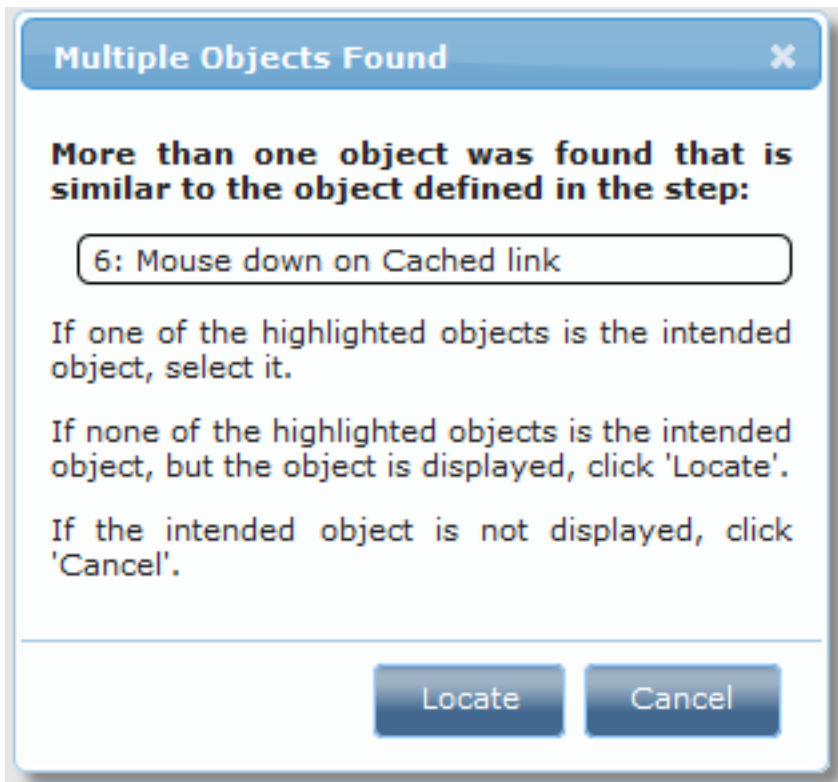 Multiple Objects Found
More than one object was found that is
similar to the object defined in the step:
6: Mouse down on Cached link
If one of the highlighted objects is the intended
object, select it.
If none of the highlighted objects is the intended
object, but the object is displayed, click 'Locate'.
If the intended object is not displayed, click
'Cancel'.
Locate
Cancel